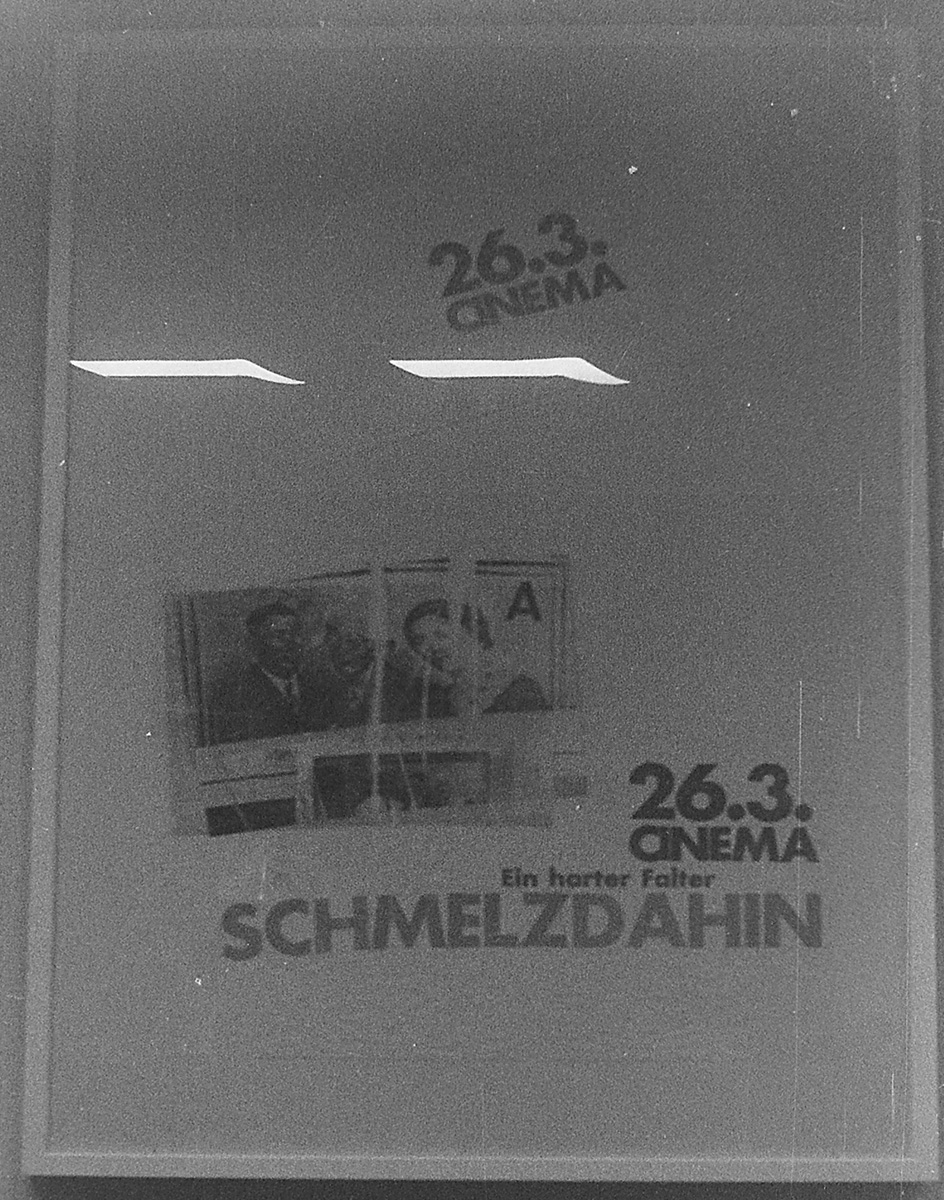 26.3.
CINEMA
A
26.3.
CINEMA
Ein harter Falter
SCHMELZDAHIN